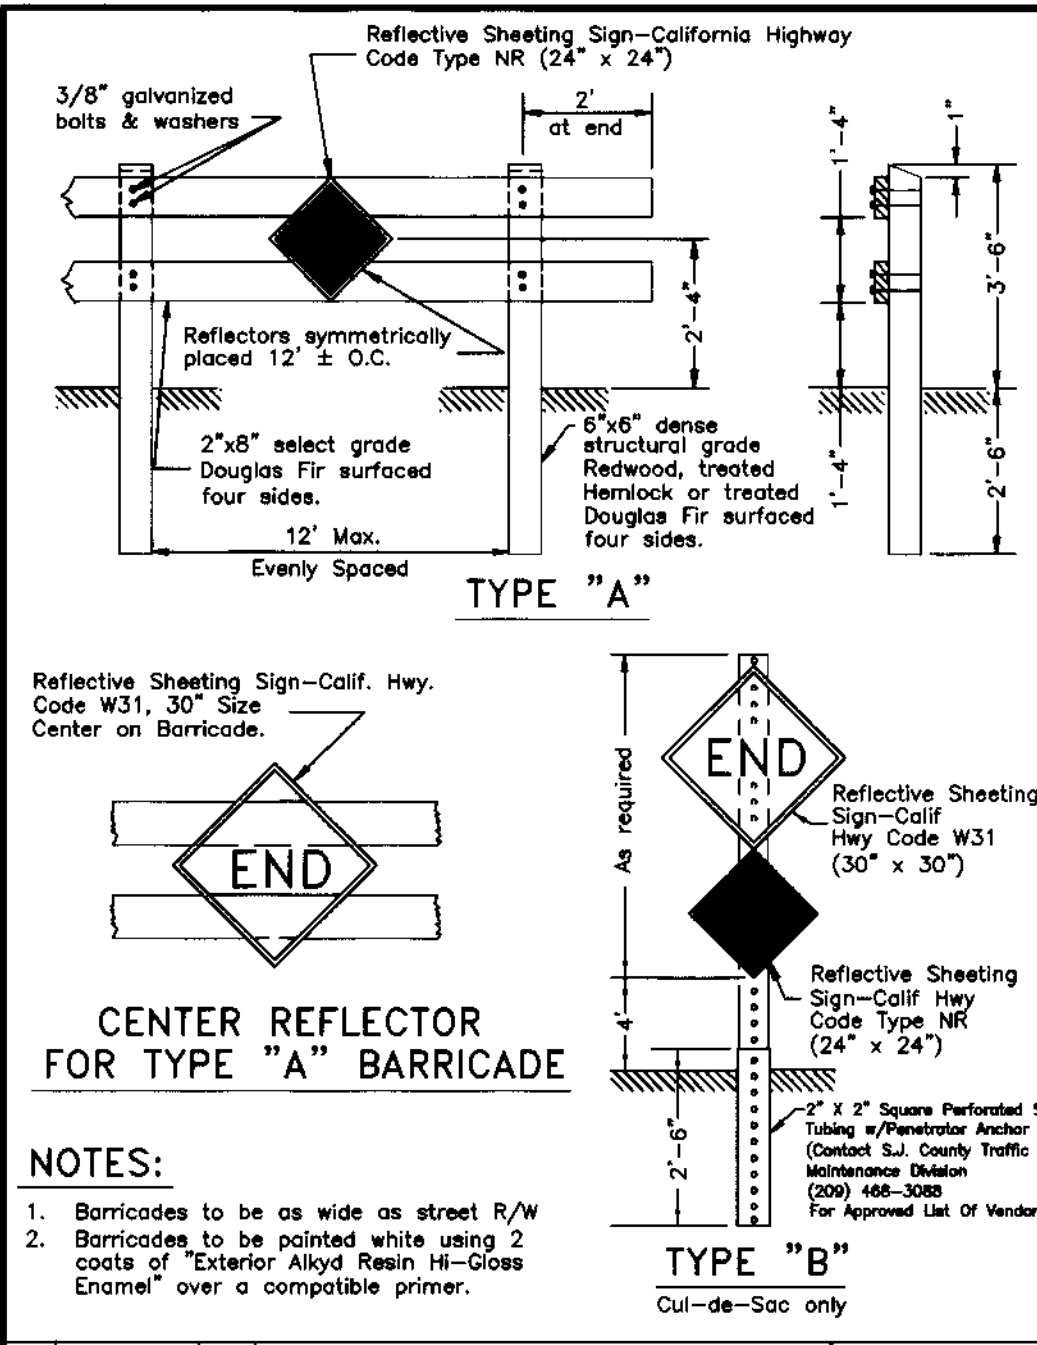 Reflective Sheeting Sign-California Highway
Code Type NR (24" x 24")
3/8" galvanized
bolts & washers
2'
at end
1'-4"
1"
3'-6"
2'-4"
Reflectors symmetrically
placed 12' ± O.C.
2"x8" select grade
Douglas Fir surfaced
four sides.
6"x6" dense
structural grade
Redwood, treated
Hemlock or treated
Douglas Fir surfaced
four sides.
1'-4"
2'-6"
12' Max.
Evenly Spaced
TYPE "A"
Reflective Sheeting Sign-Calif. Hwy.
Code W31, 30" Size
Center on Barricade.
END
CENTER REFLECTOR
FOR TYPE "A" BARRICADE
As required
END
Reflective Sheeting
Sign-Calif
Hwy Code W31
(30" x 30")
Reflective Sheeting
Sign-Calif Hwy
Code Type NR
(24" x 24")
4'
2'-6"
2" X 2" Square Perforated
Tubing w/Penetrator Anchor
(Contact S.J. County Traffic
Maintenance Division
(209) 468-3088
For Approved List Of Vendor
TYPE "B"
Cul-de-Sac only
NOTES:
1. Barricades to be as wide as street R/W
2. Barricades to be painted white using 2
coats of "Exterior Alkyd Resin Hi-Gloss
Enamel" over a compatible primer.